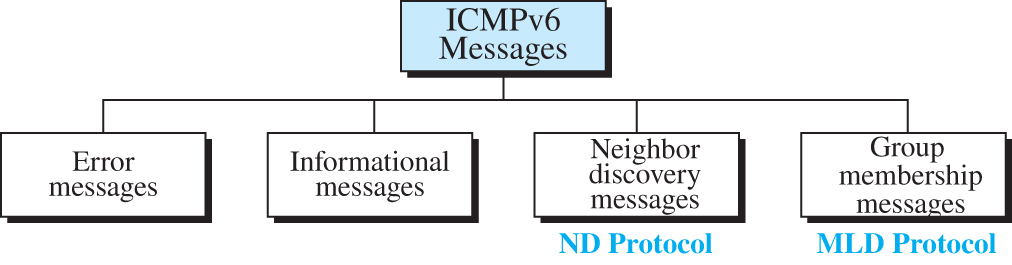 ICMPv6
Messages
Error
messages
Informational
messages
Neighbor
discovery
messages
Group
membership
messages
ND Protocol
MLD Protocol